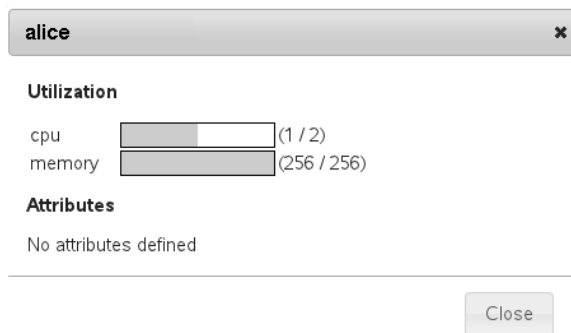 alice ✖
Utilization
cpu (1 / 2)
memory (256 / 256)
Attributes
No attributes defined
Close